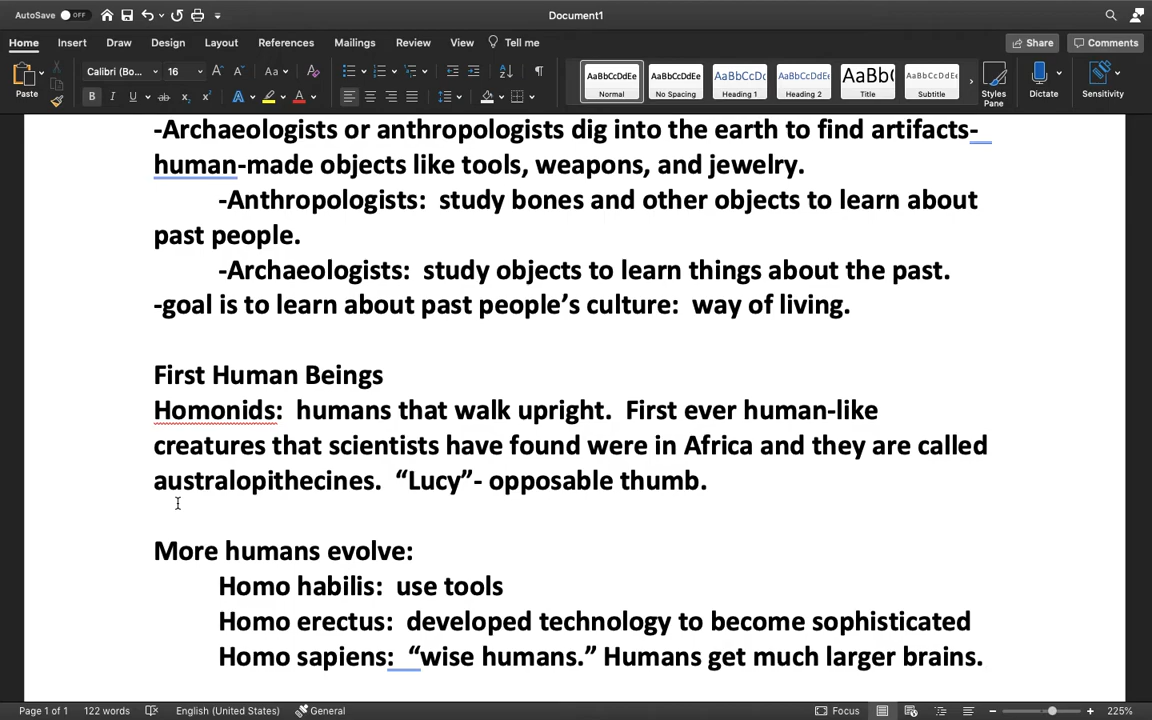 AutoSave OFF Document1
Home Insert Draw Design Layout References Mailings Review View Tell me Share Comments
Paste Calibri (Bo... 16 Aa AaBbCcDdEe AaBbCcDdEe AaBbCcDc AaBbCcDdEe AaBbC AaBbCcDdEe
B I U ab x₂ x² A A Normal No Spacing Heading 1 Heading 2 Title Subtitle Styles Pane Dictate Sensitivity
-Archaeologists or anthropologists dig into the earth to find artifacts-
human-made objects like tools, weapons, and jewelry.
-Anthropologists: study bones and other objects to learn about
past people.
-Archaeologists: study objects to learn things about the past.
-goal is to learn about past people’s culture: way of living.
First Human Beings
Homonids: humans that walk upright. First ever human-like
creatures that scientists have found were in Africa and they are called
australopithecines. “Lucy”- opposable thumb.
More humans evolve:
Homo habilis: use tools
Homo erectus: developed technology to become sophisticated
Homo sapiens: “wise humans.” Humans get much larger brains.
Page 1 of 1 122 words English (United States) General Focus 225%